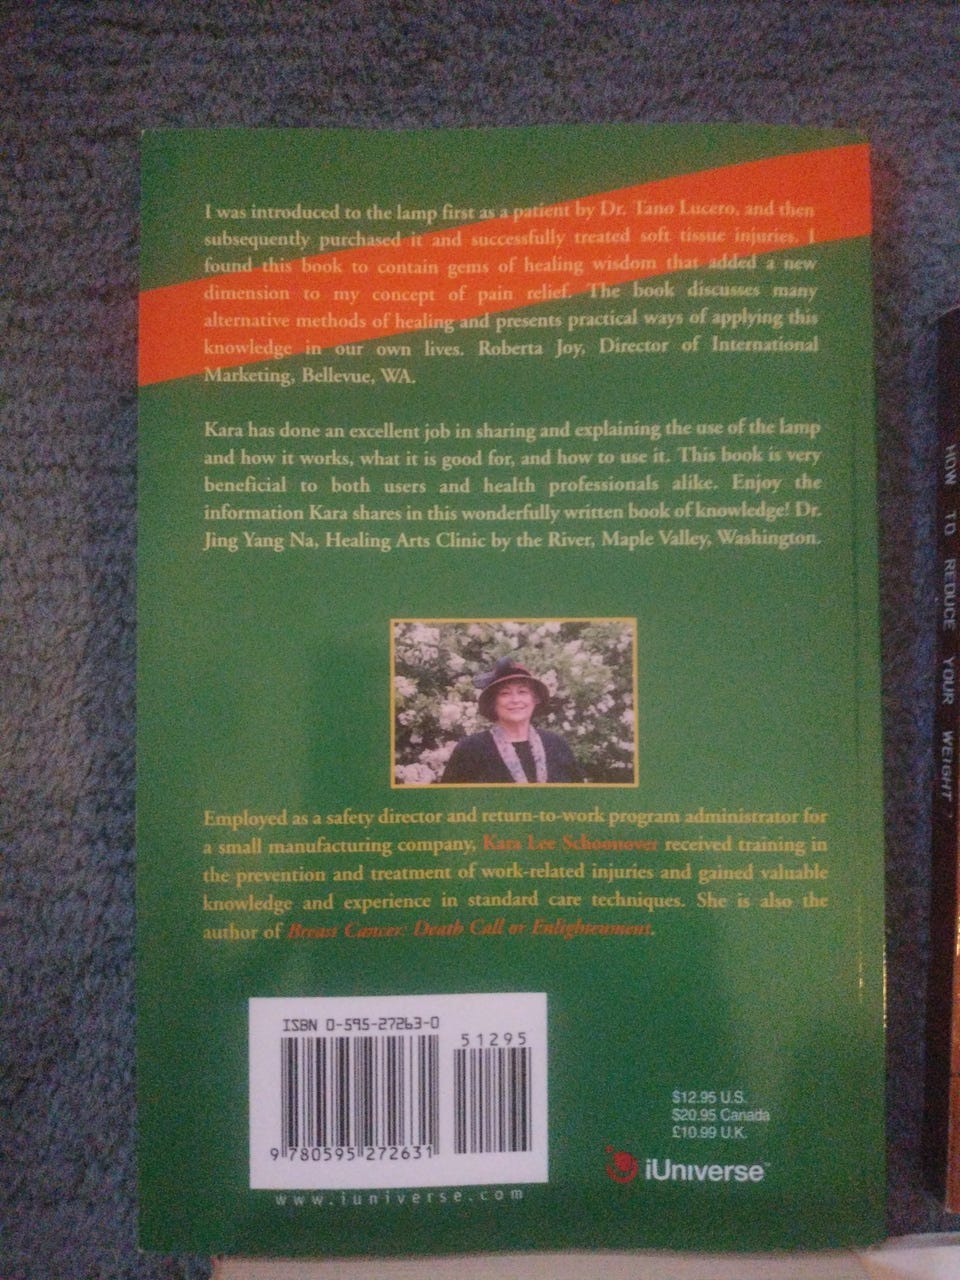 I was introduced to the lamp first as a patient by Dr. Tano Lucero, and then
subsequently purchased it and successfully treated soft tissue injuries. I
found this book to contain gems of healing wisdom that added a new
dimension to my concept of pain relief. The book discusses many
alternative methods of healing and presents practical ways of applying this
knowledge in our own lives. Roberta Joy, Director of International
Marketing, Bellevue, WA.
Kara has done an excellent job in sharing and explaining the use of the lamp
and how it works, what it is good for, and how to use it. This book is very
beneficial to both users and health professionals alike. Enjoy the
information Kara shares in this wonderfully written book of knowledge! Dr.
Jing Yang Na, Healing Arts Clinic by the River, Maple Valley, Washington.
Employed as a safety director and return-to-work program administrator for
a small manufacturing company, Kara Lee Schoonover received training in
the prevention and treatment of work-related injuries and gained valuable
knowledge and experience in standard care techniques. She is also the
author of Breast Cancer: Death Call or Enlightenment.
ISBN 0-595-27263-0
51295
9 780595 272631
www.iuniverse.com
$12.95 U.S.
$20.95 Canada
£10.99 U.K.
iUniverse™
HOW TO REDUCE YOUR WEIGHT